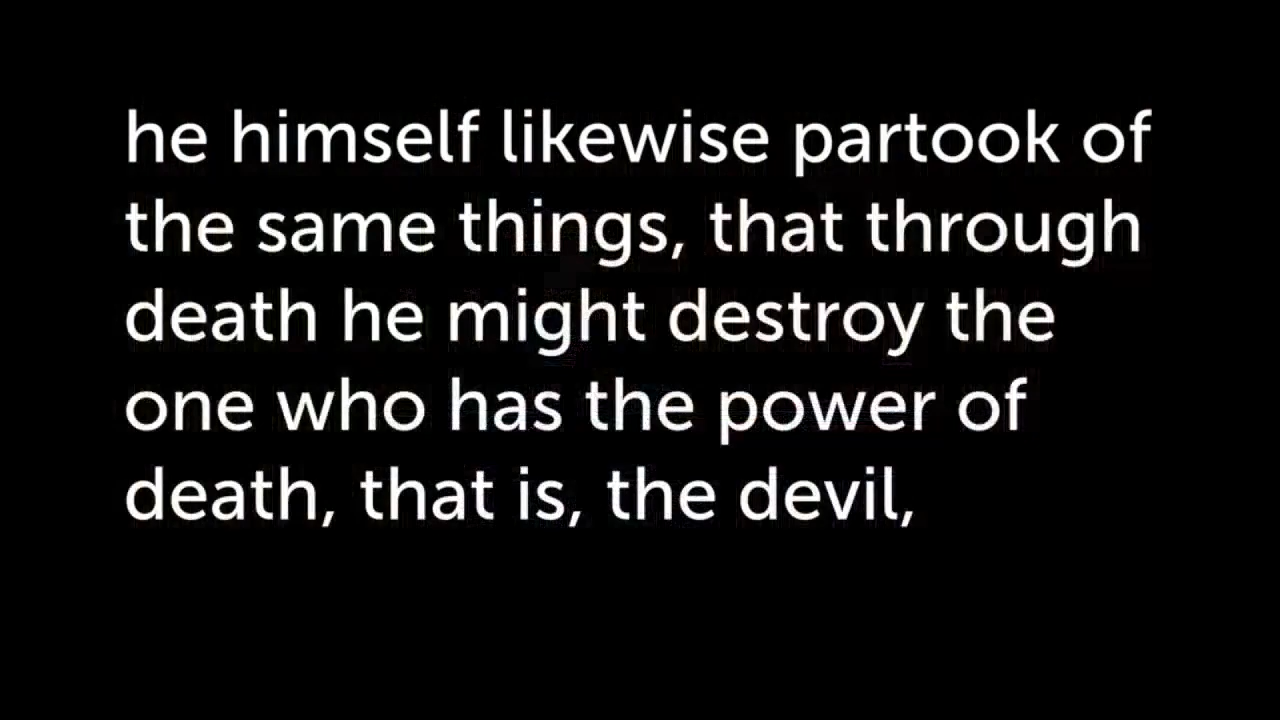 he himself likewise partook of
the same things, that through
death he might destroy the
one who has the power of
death, that is, the devil,